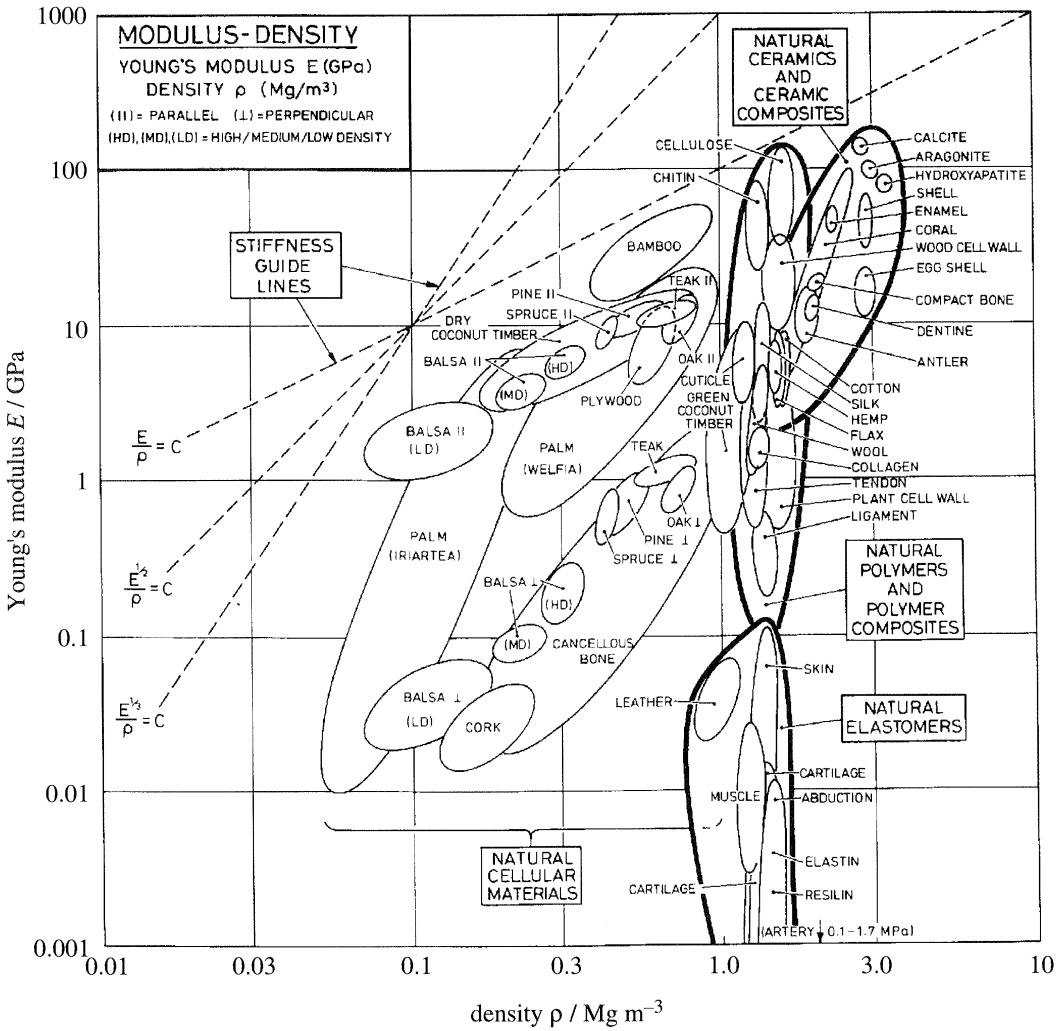 MODULUS-DENSITY
YOUNG'S MODULUS E (GPa)
DENSITY ρ (Mg/m³)
(II)= PARALLEL (⊥)=PERPENDICULAR
(HD),(MD),(LD)=HIGH/MEDIUM/LOW DENSITY
NATURAL
CERAMICS
AND
CERAMIC
COMPOSITES
STIFFNESS
GUIDE
LINES
CELLULOSE
CHITIN
CALCITE
ARAGONITE
HYDROXYAPATITE
SHELL
ENAMEL
CORAL
WOOD CELL WALL
EGG SHELL
COMPACT BONE
DENTINE
ANTLER
COTTON
SILK
HEMP
FLAX
WOOL
COLLAGEN
TENDON
PLANT CELL WALL
LIGAMENT
BAMBOO
TEAK II
PINE II
SPRUCE II
DRY
COCONUT TIMBER
BALSA II
(HD)
(MD)
OAK II
PLYWOOD
CUTICLE
GREEN
COCONUT
TIMBER
BALSA II
(LD)
PALM
(WELFIA)
TEAK
OAK ⊥
PINE ⊥
SPRUCE ⊥
PALM
(IRIARTEA)
BALSA ⊥
(HD)
(MD)
CANCELLOUS
BONE
BALSA ⊥
(LD)
CORK
NATURAL
POLYMERS
AND
POLYMER
COMPOSITES
SKIN
LEATHER
NATURAL
ELASTOMERS
CARTILAGE
MUSCLE
ABDUCTION
ELASTIN
CARTILAGE
RESILIN
(ARTERY 0.1-1.7 MPa)
NATURAL
CELLULAR
MATERIALS
E/ρ = C
E^½/ρ = C
E^⅓/ρ = C
1000
100
10
1
0.1
0.01
0.001
Young's modulus E / GPa
0.01
0.03
0.1
0.3
1.0
3.0
10
density ρ / Mg m⁻³